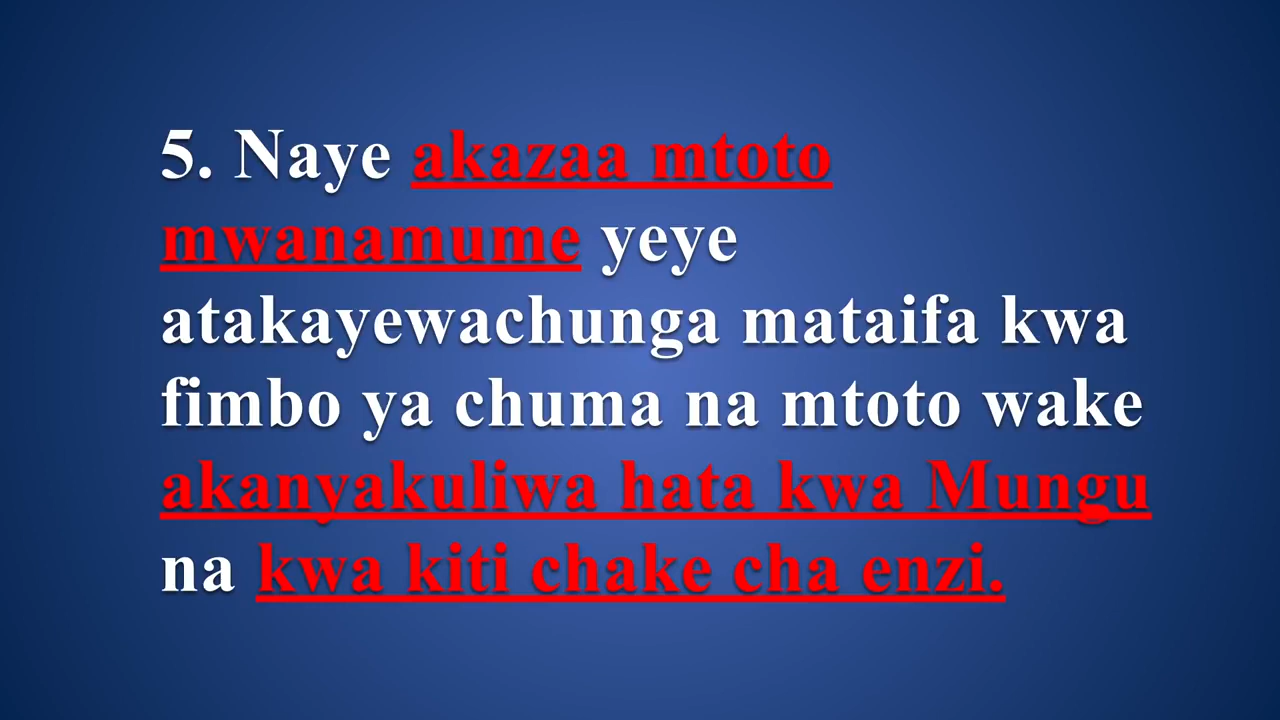 5. Naye akazaa mtoto
mwanamume yeye
atakayewachunga mataifa kwa
fimbo ya chuma na mtoto wake
akanyakuliwa hata kwa Mungu
na kwa kiti chake cha enzi.